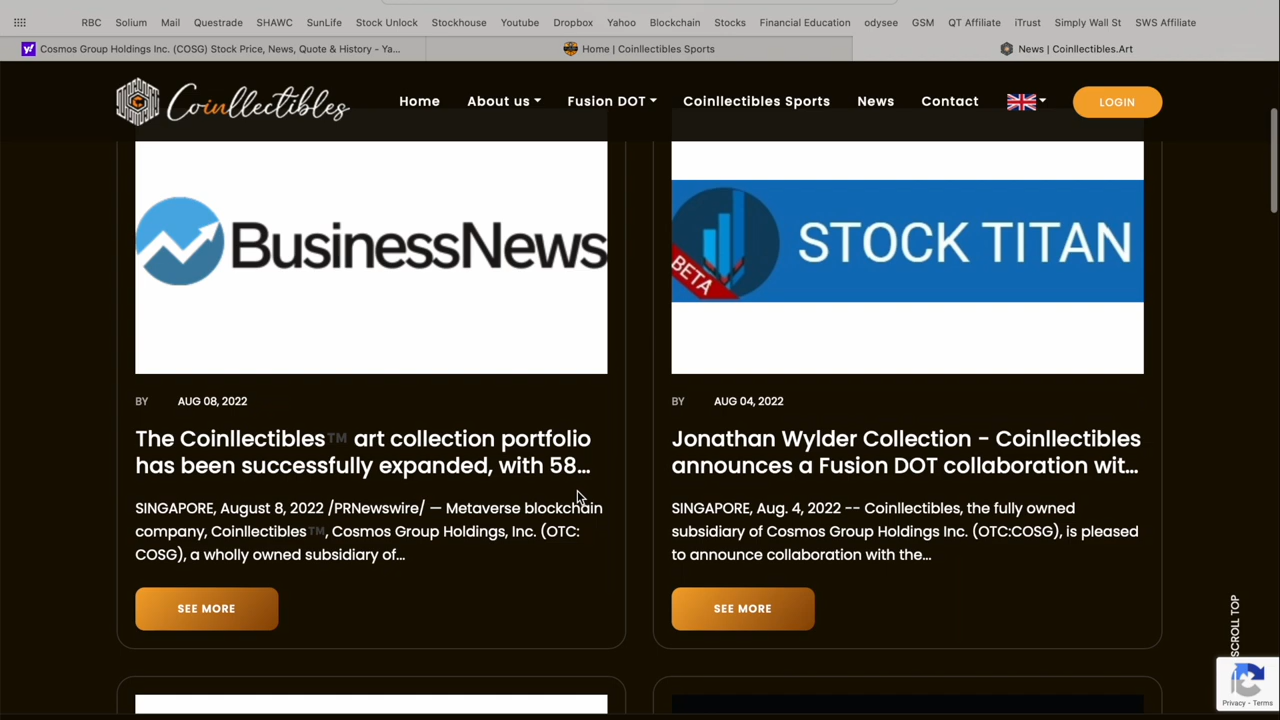 RBC Solium Mail Questrade SHAWC SunLife Stock Unlock Stockhouse Youtube Dropbox Yahoo Blockchain Stocks Financial Education odysee GSM QT Affiliate iTrust Simply Wall St SWS Affiliate
Cosmos Group Holdings Inc. (COSG) Stock Price, News, Quote & History - Ya...
Home | Coinllectibles Sports
News | Coinllectibles.Art
Coinllectibles
Home
About us
Fusion DOT
Coinllectibles Sports
News
Contact
LOGIN
BusinessNews
BY AUG 08, 2022
The Coinllectibles™ art collection portfolio
has been successfully expanded, with 58...
SINGAPORE, August 8, 2022 /PRNewswire/ — Metaverse blockchain
company, Coinllectibles™, Cosmos Group Holdings, Inc. (OTC:
COSG), a wholly owned subsidiary of...
SEE MORE
STOCK TITAN
BETA
BY AUG 04, 2022
Jonathan Wylder Collection - Coinllectibles
announces a Fusion DOT collaboration wit...
SINGAPORE, Aug. 4, 2022 -- Coinllectibles, the fully owned
subsidiary of Cosmos Group Holdings Inc. (OTC:COSG), is pleased
to announce collaboration with the...
SEE MORE
SCROLL TOP
Privacy - Terms